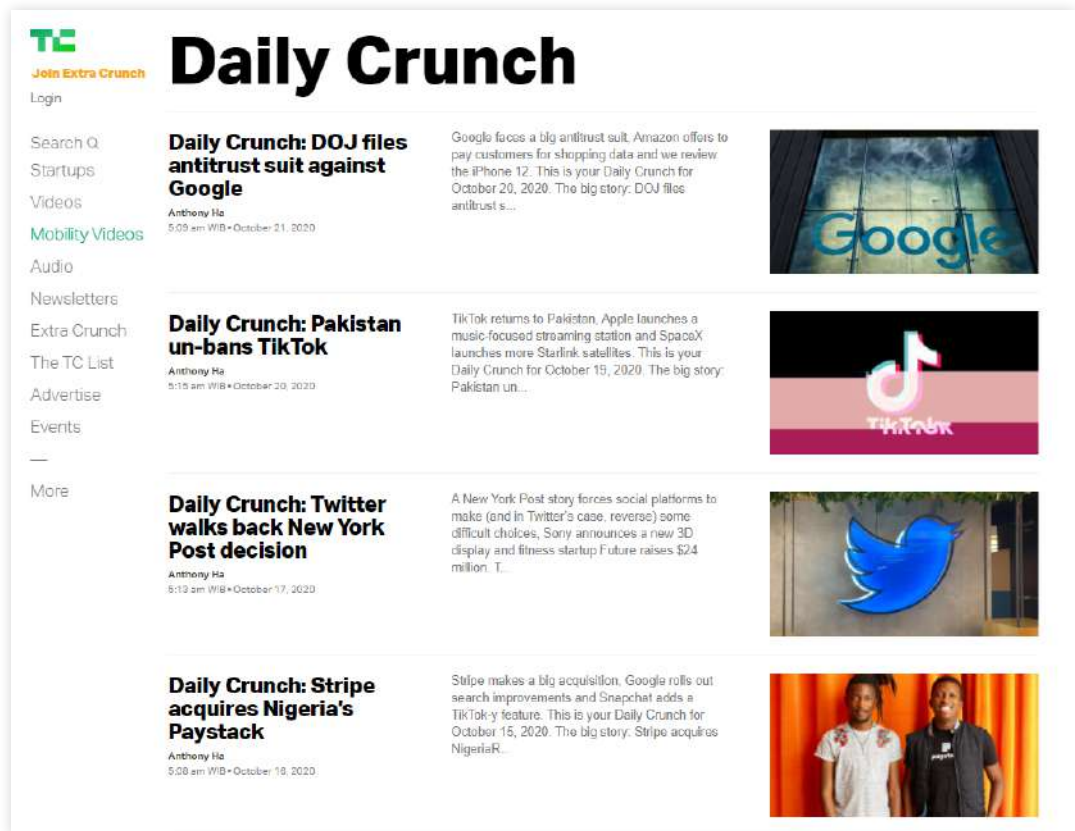 TC
Join Extra Crunch
Login
Search
Startups
Videos
Mobility Videos
Audio
Newsletters
Extra Crunch
The TC List
Advertise
Events
—
More
Daily Crunch
Daily Crunch: DOJ files
antitrust suit against
Google
Anthony Ha
5:09 am WIB•October 21, 2020
Google faces a big antitrust suit, Amazon offers to
pay customers for shopping data and we review
the iPhone 12. This is your Daily Crunch for
October 20, 2020. The big story: DOJ files
antitrust s...
Google
Daily Crunch: Pakistan
un-bans TikTok
Anthony Ha
5:15 am WIB•October 20, 2020
TikTok returns to Pakistan, Apple launches a
music-focused streaming station and SpaceX
launches more Starlink satellites. This is your
Daily Crunch for October 19, 2020. The big story:
Pakistan un...
TikTok
Daily Crunch: Twitter
walks back New York
Post decision
Anthony Ha
5:13 am WIB•October 17, 2020
A New York Post story forces social platforms to
make (and in Twitter's case, reverse) some
difficult choices, Sony announces a new 3D
display and fitness startup Future raises $24
million. T...
Daily Crunch: Stripe
acquires Nigeria's
Paystack
Anthony Ha
5:08 am WIB•October 16, 2020
Stripe makes a big acquisition, Google rolls out
search improvements and Snapchat adds a
TikTok-y feature. This is your Daily Crunch for
October 15, 2020. The big story: Stripe acquires
NigeriaR...